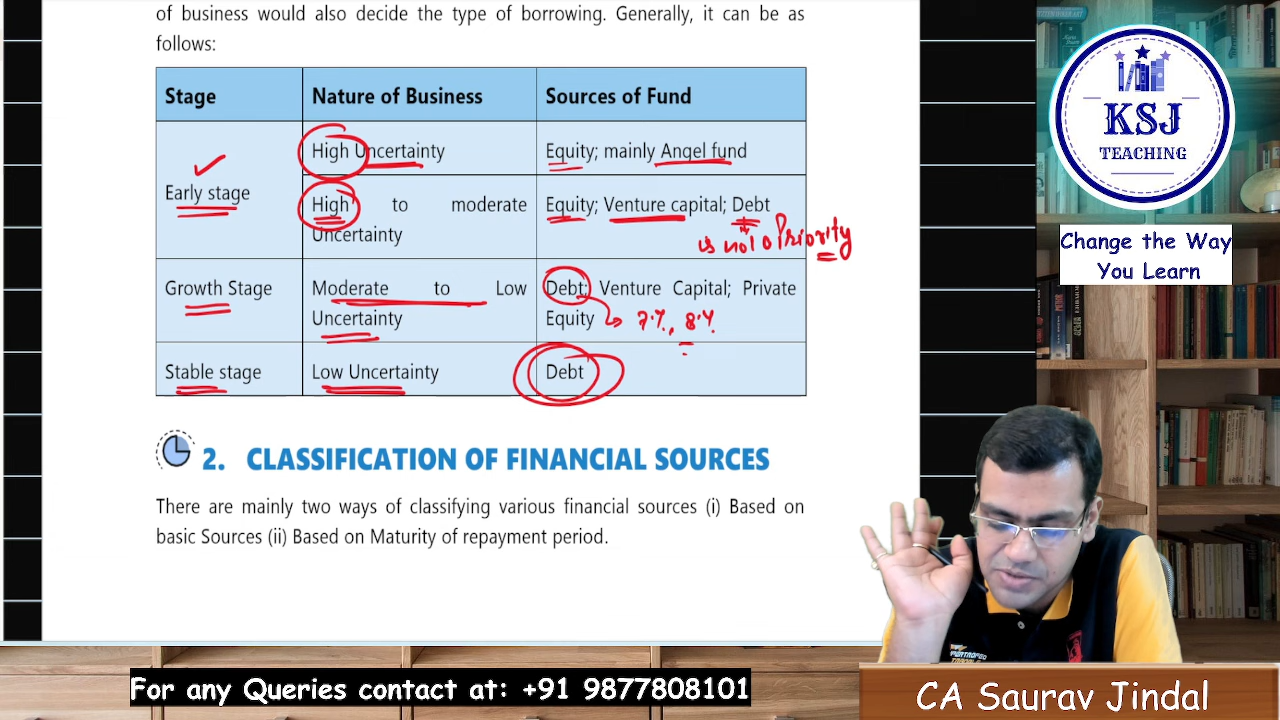 of business would also decide the type of borrowing. Generally, it can be as
follows:
Stage Nature of Business Sources of Fund
Early stage
High Uncertainty Equity; mainly Angel fund
High to moderate Equity; Venture capital; Debt
Uncertainty
is not a Priority
Growth Stage Moderate to Low Debt; Venture Capital; Private
Uncertainty Equity 7%, 8%
Stable stage Low Uncertainty Debt
2. CLASSIFICATION OF FINANCIAL SOURCES
There are mainly two ways of classifying various financial sources (i) Based on
basic Sources (ii) Based on Maturity of repayment period.
KSJ
TEACHING
Change the Way
You Learn
For any Queries contact at: +91 9877808101
CA Saurav Jindal